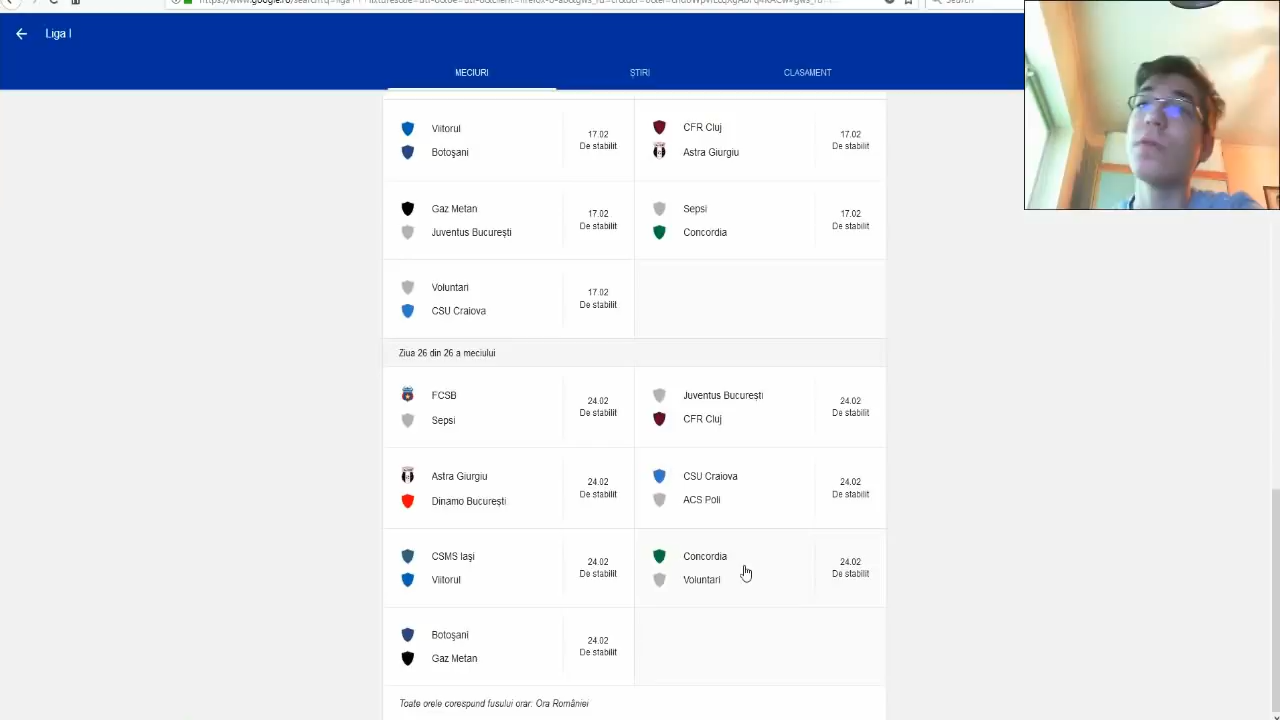 Liga I
MECIURI
ȘTIRI
CLASAMENT
Viitorul
Botoșani
17.02
De stabilit
CFR Cluj
Astra Giurgiu
17.02
De stabilit
Gaz Metan
Juventus București
17.02
De stabilit
Sepsi
Concordia
17.02
De stabilit
Voluntari
CSU Craiova
17.02
De stabilit
Ziua 26 din 26 a meciului
FCSB
Sepsi
24.02
De stabilit
Juventus București
CFR Cluj
24.02
De stabilit
Astra Giurgiu
Dinamo București
24.02
De stabilit
CSU Craiova
ACS Poli
24.02
De stabilit
CSMS Iași
Viitorul
24.02
De stabilit
Concordia
Voluntari
24.02
De stabilit
Botoșani
Gaz Metan
24.02
De stabilit
Toate orele corespund fusului orar: Ora României